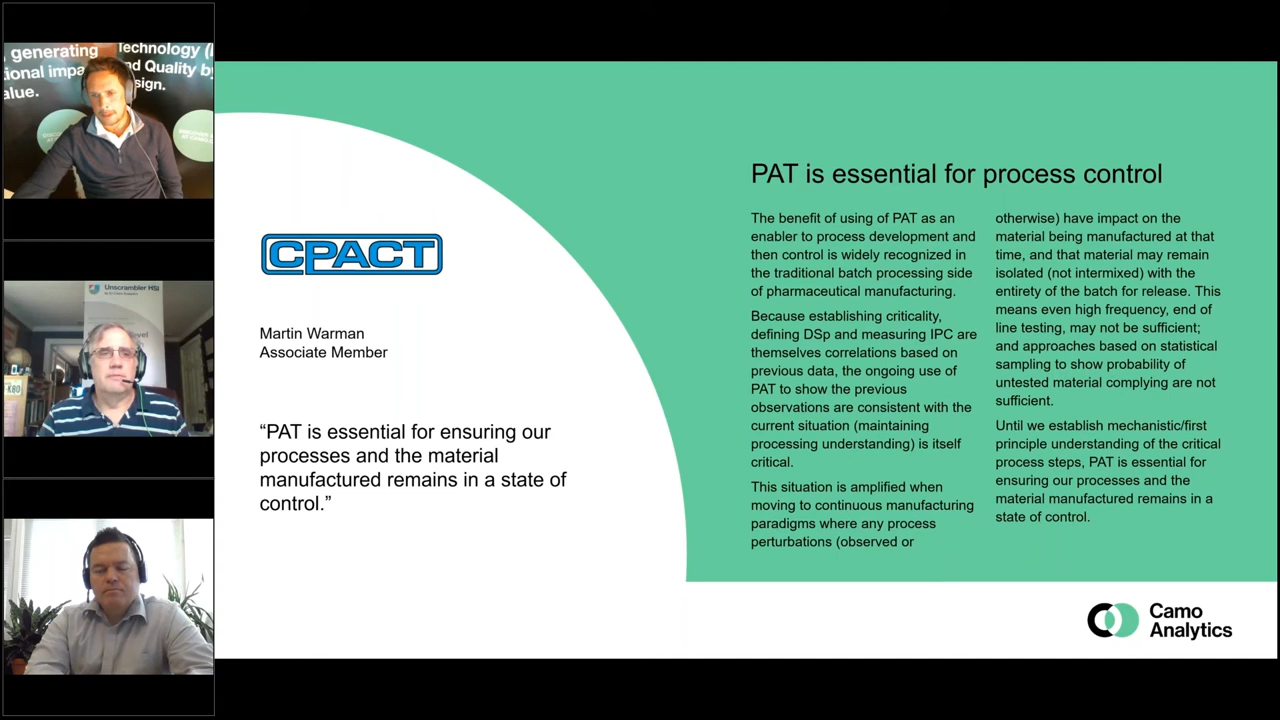 generating
Technology (
tional impa
nd Quality by
alue.
sign.
Unscrambler HSI
CPACT
Martin Warman
Associate Member
“PAT is essential for ensuring our
processes and the material
manufactured remains in a state of
control.”
PAT is essential for process control
The benefit of using of PAT as an
enabler to process development and
then control is widely recognized in
the traditional batch processing side
of pharmaceutical manufacturing.
Because establishing criticality,
defining DSp and measuring IPC are
themselves correlations based on
previous data, the ongoing use of
PAT to show the previous
observations are consistent with the
current situation (maintaining
processing understanding) is itself
critical.
This situation is amplified when
moving to continuous manufacturing
paradigms where any process
perturbations (observed or
otherwise) have impact on the
material being manufactured at that
time, and that material may remain
isolated (not intermixed) with the
entirety of the batch for release. This
means even high frequency, end of
line testing, may not be sufficient;
and approaches based on statistical
sampling to show probability of
untested material complying are not
sufficient.
Until we establish mechanistic/first
principle understanding of the critical
process steps, PAT is essential for
ensuring our processes and the
material manufactured remains in a
state of control.
Camo
Analytics